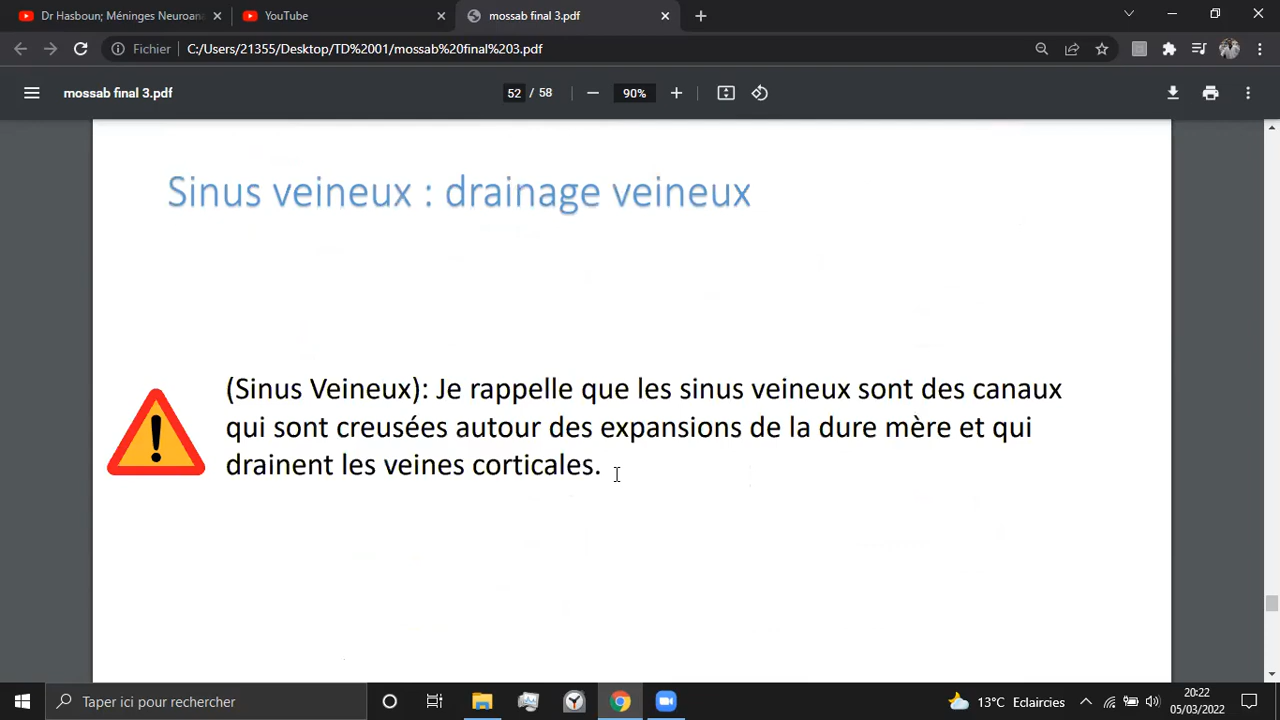 Dr Hasboun; Méninges Neuroana
YouTube
mossab final 3.pdf
Fichier
C:/Users/21355/Desktop/TD%2001/mossab%20final%203.pdf
mossab final 3.pdf
52 / 58
90%
Sinus veineux : drainage veineux
(Sinus Veineux): Je rappelle que les sinus veineux sont des canaux
qui sont creusées autour des expansions de la dure mère et qui
drainent les veines corticales.
Taper ici pour rechercher
13°C Eclaircies
20:22
05/03/2022